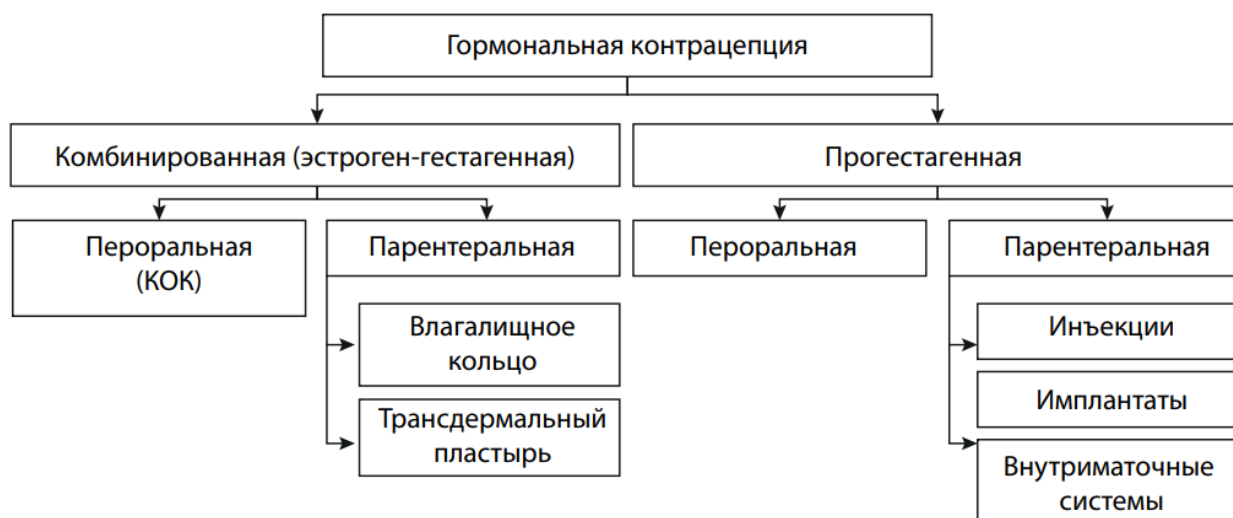 Гормональная контрацепция
Комбинированная (эстроген-гестагенная)
Прогестагенная
Пероральная
(КОК)
Парентеральная
Пероральная
Парентеральная
Влагалищное
кольцо
Трансдермальный
пластырь
Инъекции
Имплантаты
Внутриматочные
системы